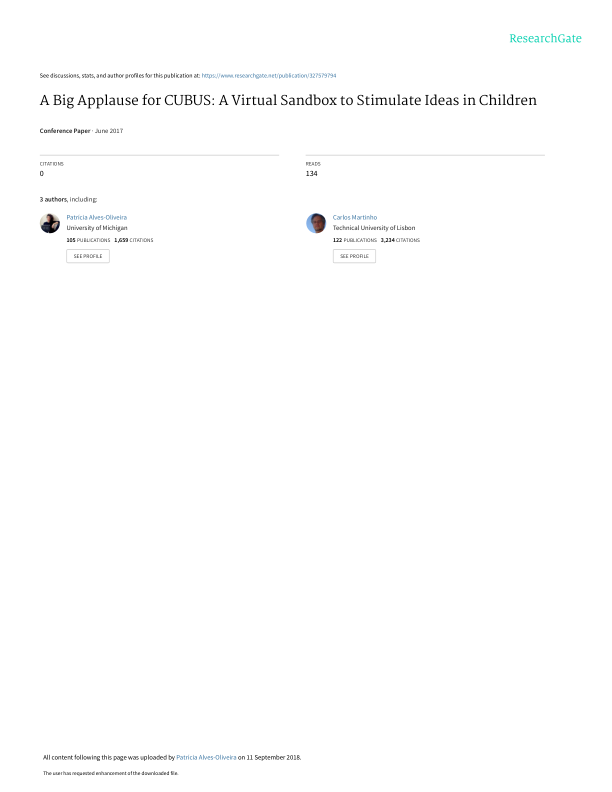 ResearchGate
See discussions, stats, and author profiles for this publication at: https://www.researchgate.net/publication/327579794
A Big Applause for CUBUS: A Virtual Sandbox to Stimulate Ideas in Children
Conference Paper · June 2017
CITATIONS
0
READS
134
3 authors, including:
Patricia Alves-Oliveira
University of Michigan
105 PUBLICATIONS 1,659 CITATIONS
SEE PROFILE
Carlos Martinho
Technical University of Lisbon
122 PUBLICATIONS 3,234 CITATIONS
SEE PROFILE
All content following this page was uploaded by Patricia Alves-Oliveira on 11 September 2018.
The user has requested enhancement of the downloaded file.